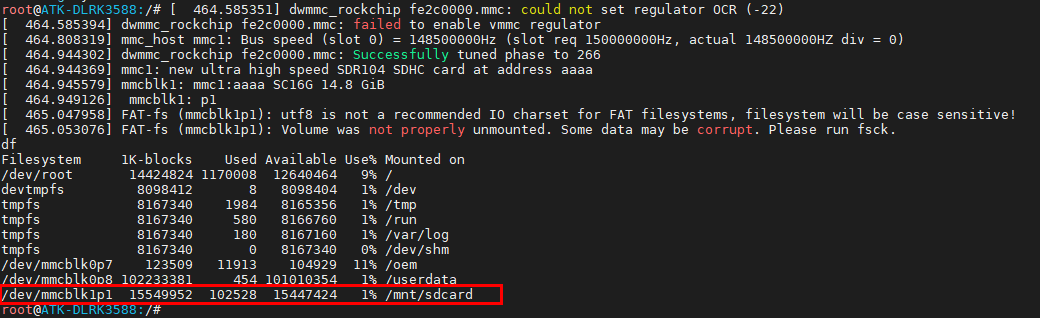 root@ATK-DLRK3588:/# [  464.585351] dwmmc_rockchip fe2c0000.mmc: could not set regulator OCR (-22)
[  464.585394] dwmmc_rockchip fe2c0000.mmc: failed to enable vmmc regulator
[  464.808319] mmc_host mmc1: Bus speed (slot 0) = 148500000Hz (slot req 150000000Hz, actual 148500000HZ div = 0)
[  464.944302] dwmmc_rockchip fe2c0000.mmc: Successfully tuned phase to 266
[  464.944369] mmc1: new ultra high speed SDR104 SDHC card at address aaaa
[  464.945579] mmcblk1: mmc1:aaaa SC16G 14.8 GiB
[  464.949126]  mmcblk1: p1
[  465.047958] FAT-fs (mmcblk1p1): utf8 is not a recommended IO charset for FAT filesystems, filesystem will be case sensitive!
[  465.053076] FAT-fs (mmcblk1p1): Volume was not properly unmounted. Some data may be corrupt. Please run fsck.
df
Filesystem     1K-blocks    Used Available Use% Mounted on
/dev/root       14424824 1170008  12640464   9% /
devtmpfs         8098412       8   8098404   1% /dev
tmpfs            8167340    1984   8165356   1% /tmp
tmpfs            8167340     580   8166760   1% /run
tmpfs            8167340     180   8167160   1% /var/log
tmpfs            8167340       0   8167340   0% /dev/shm
/dev/mmcblk0p7    123509   11913    104929  11% /oem
/dev/mmcblk0p8 102233381     454 101010354   1% /userdata
/dev/mmcblk1p1  15549952  102528  15447424   1% /mnt/sdcard
root@ATK-DLRK3588:/#